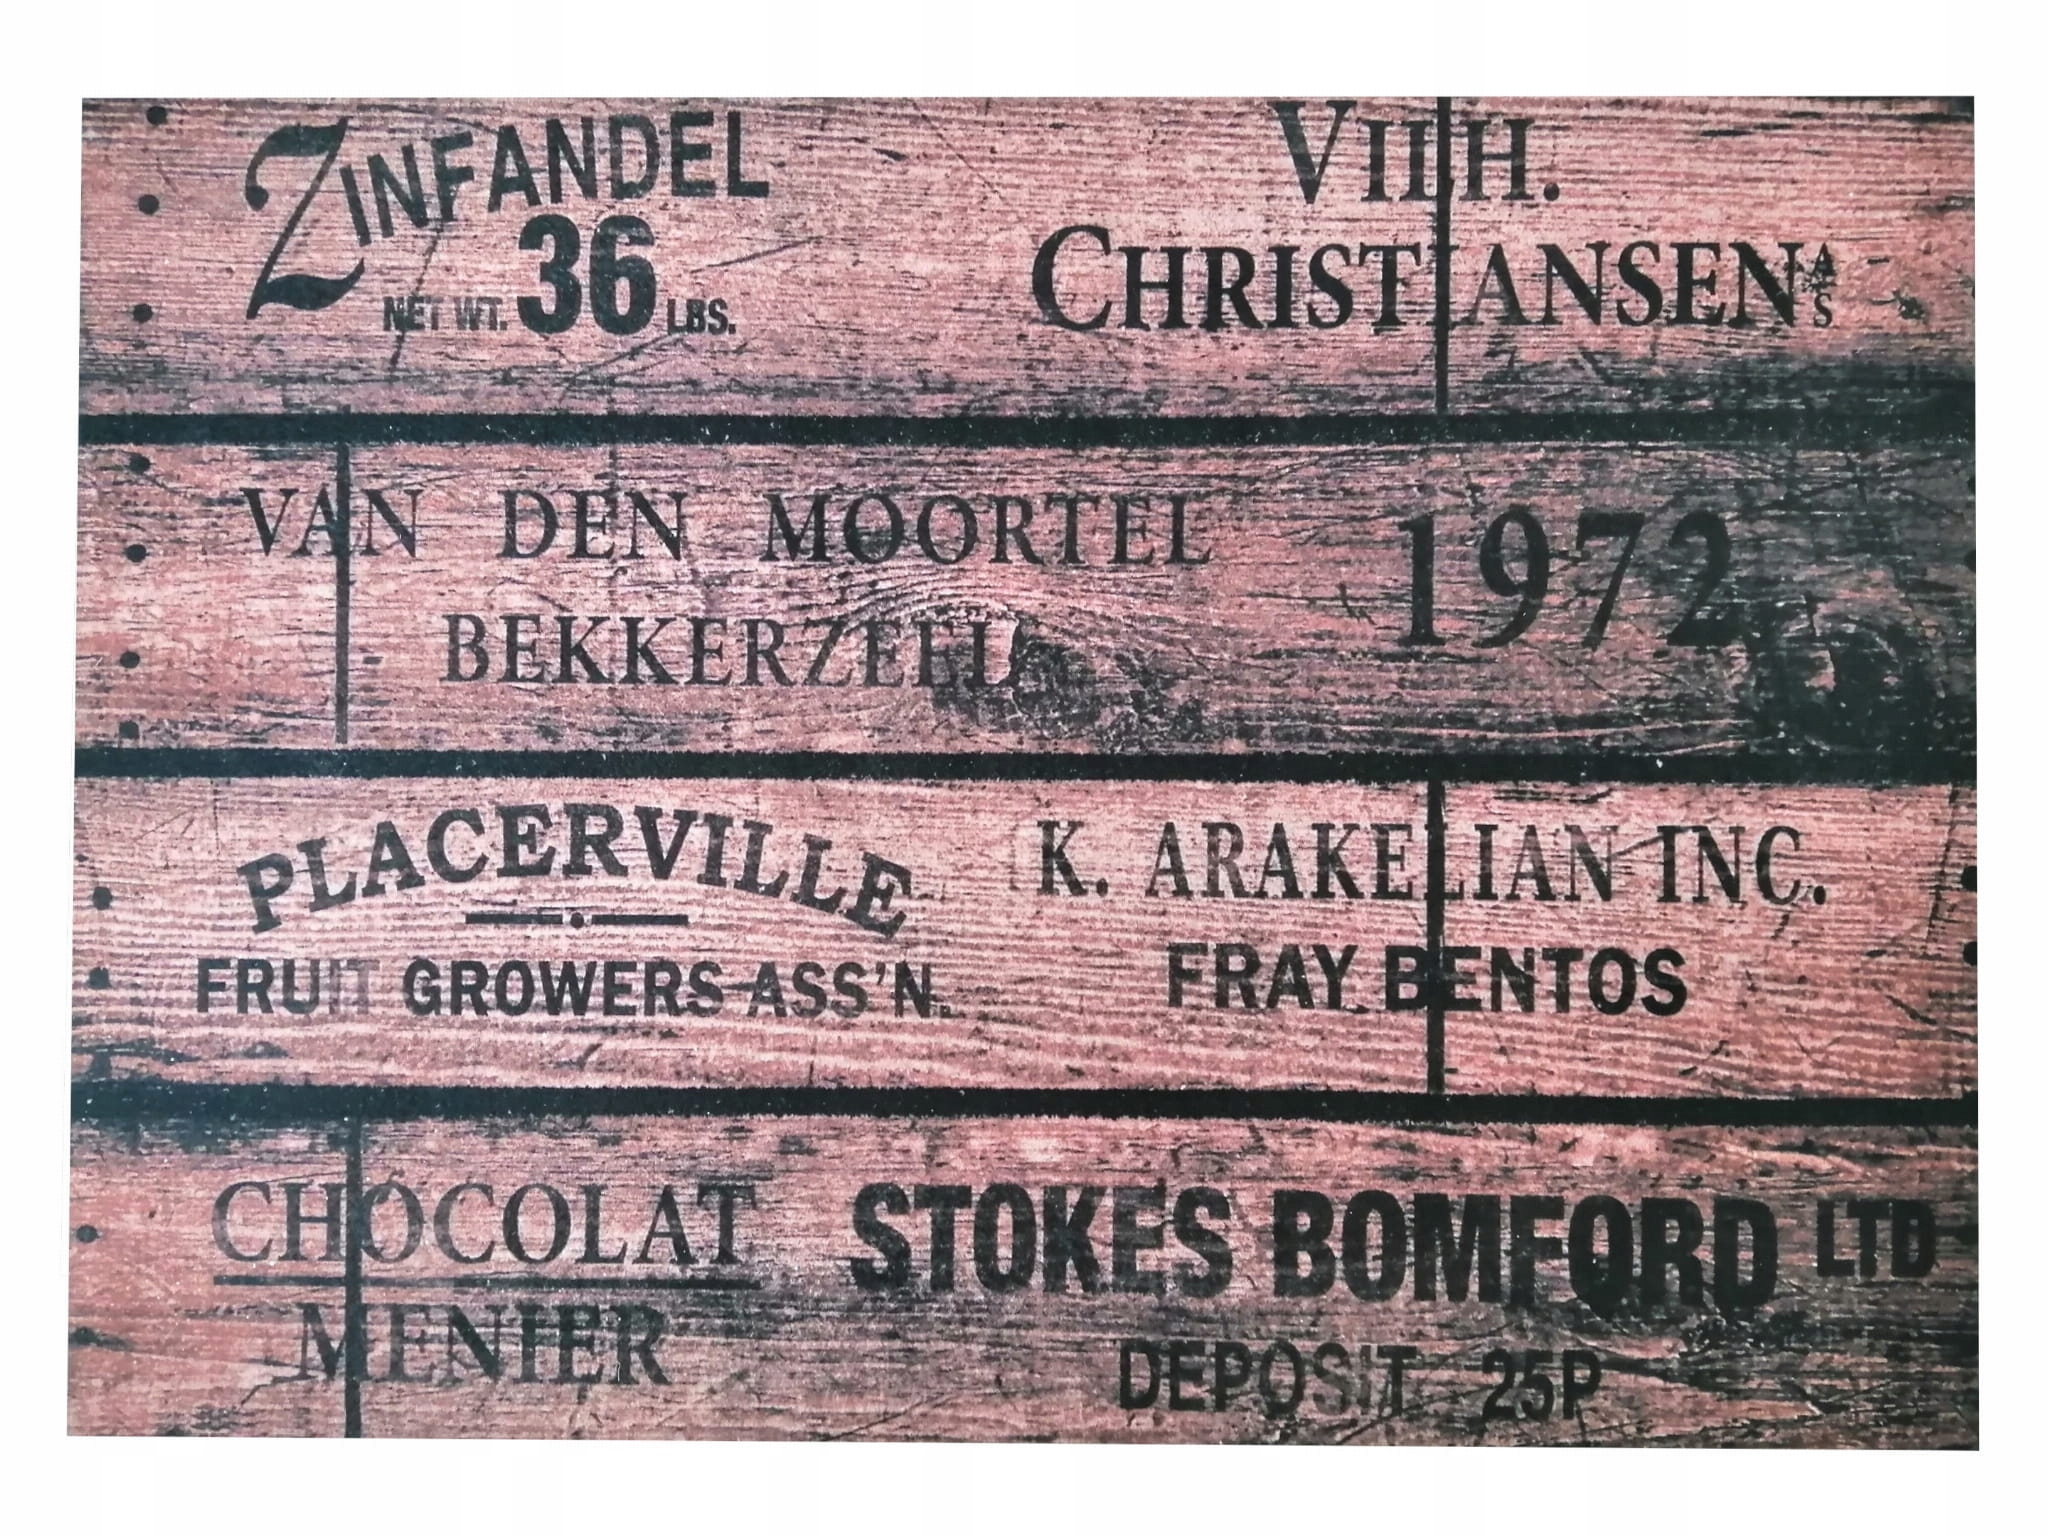 ZINFANDEL
NET WT. 36 LBS.
VILH.
CHRISTIANSEN A/S
VAN DEN MOORTEL
BEKKERZEEL
1972
PLACERVILLE
FRUIT GROWERS ASS'N.
K. ARAKELIAN INC.
FRAY BENTOS
CHOCOLAT
MENIER
STOKES BOMFORD LTD
DEPOSIT 25P